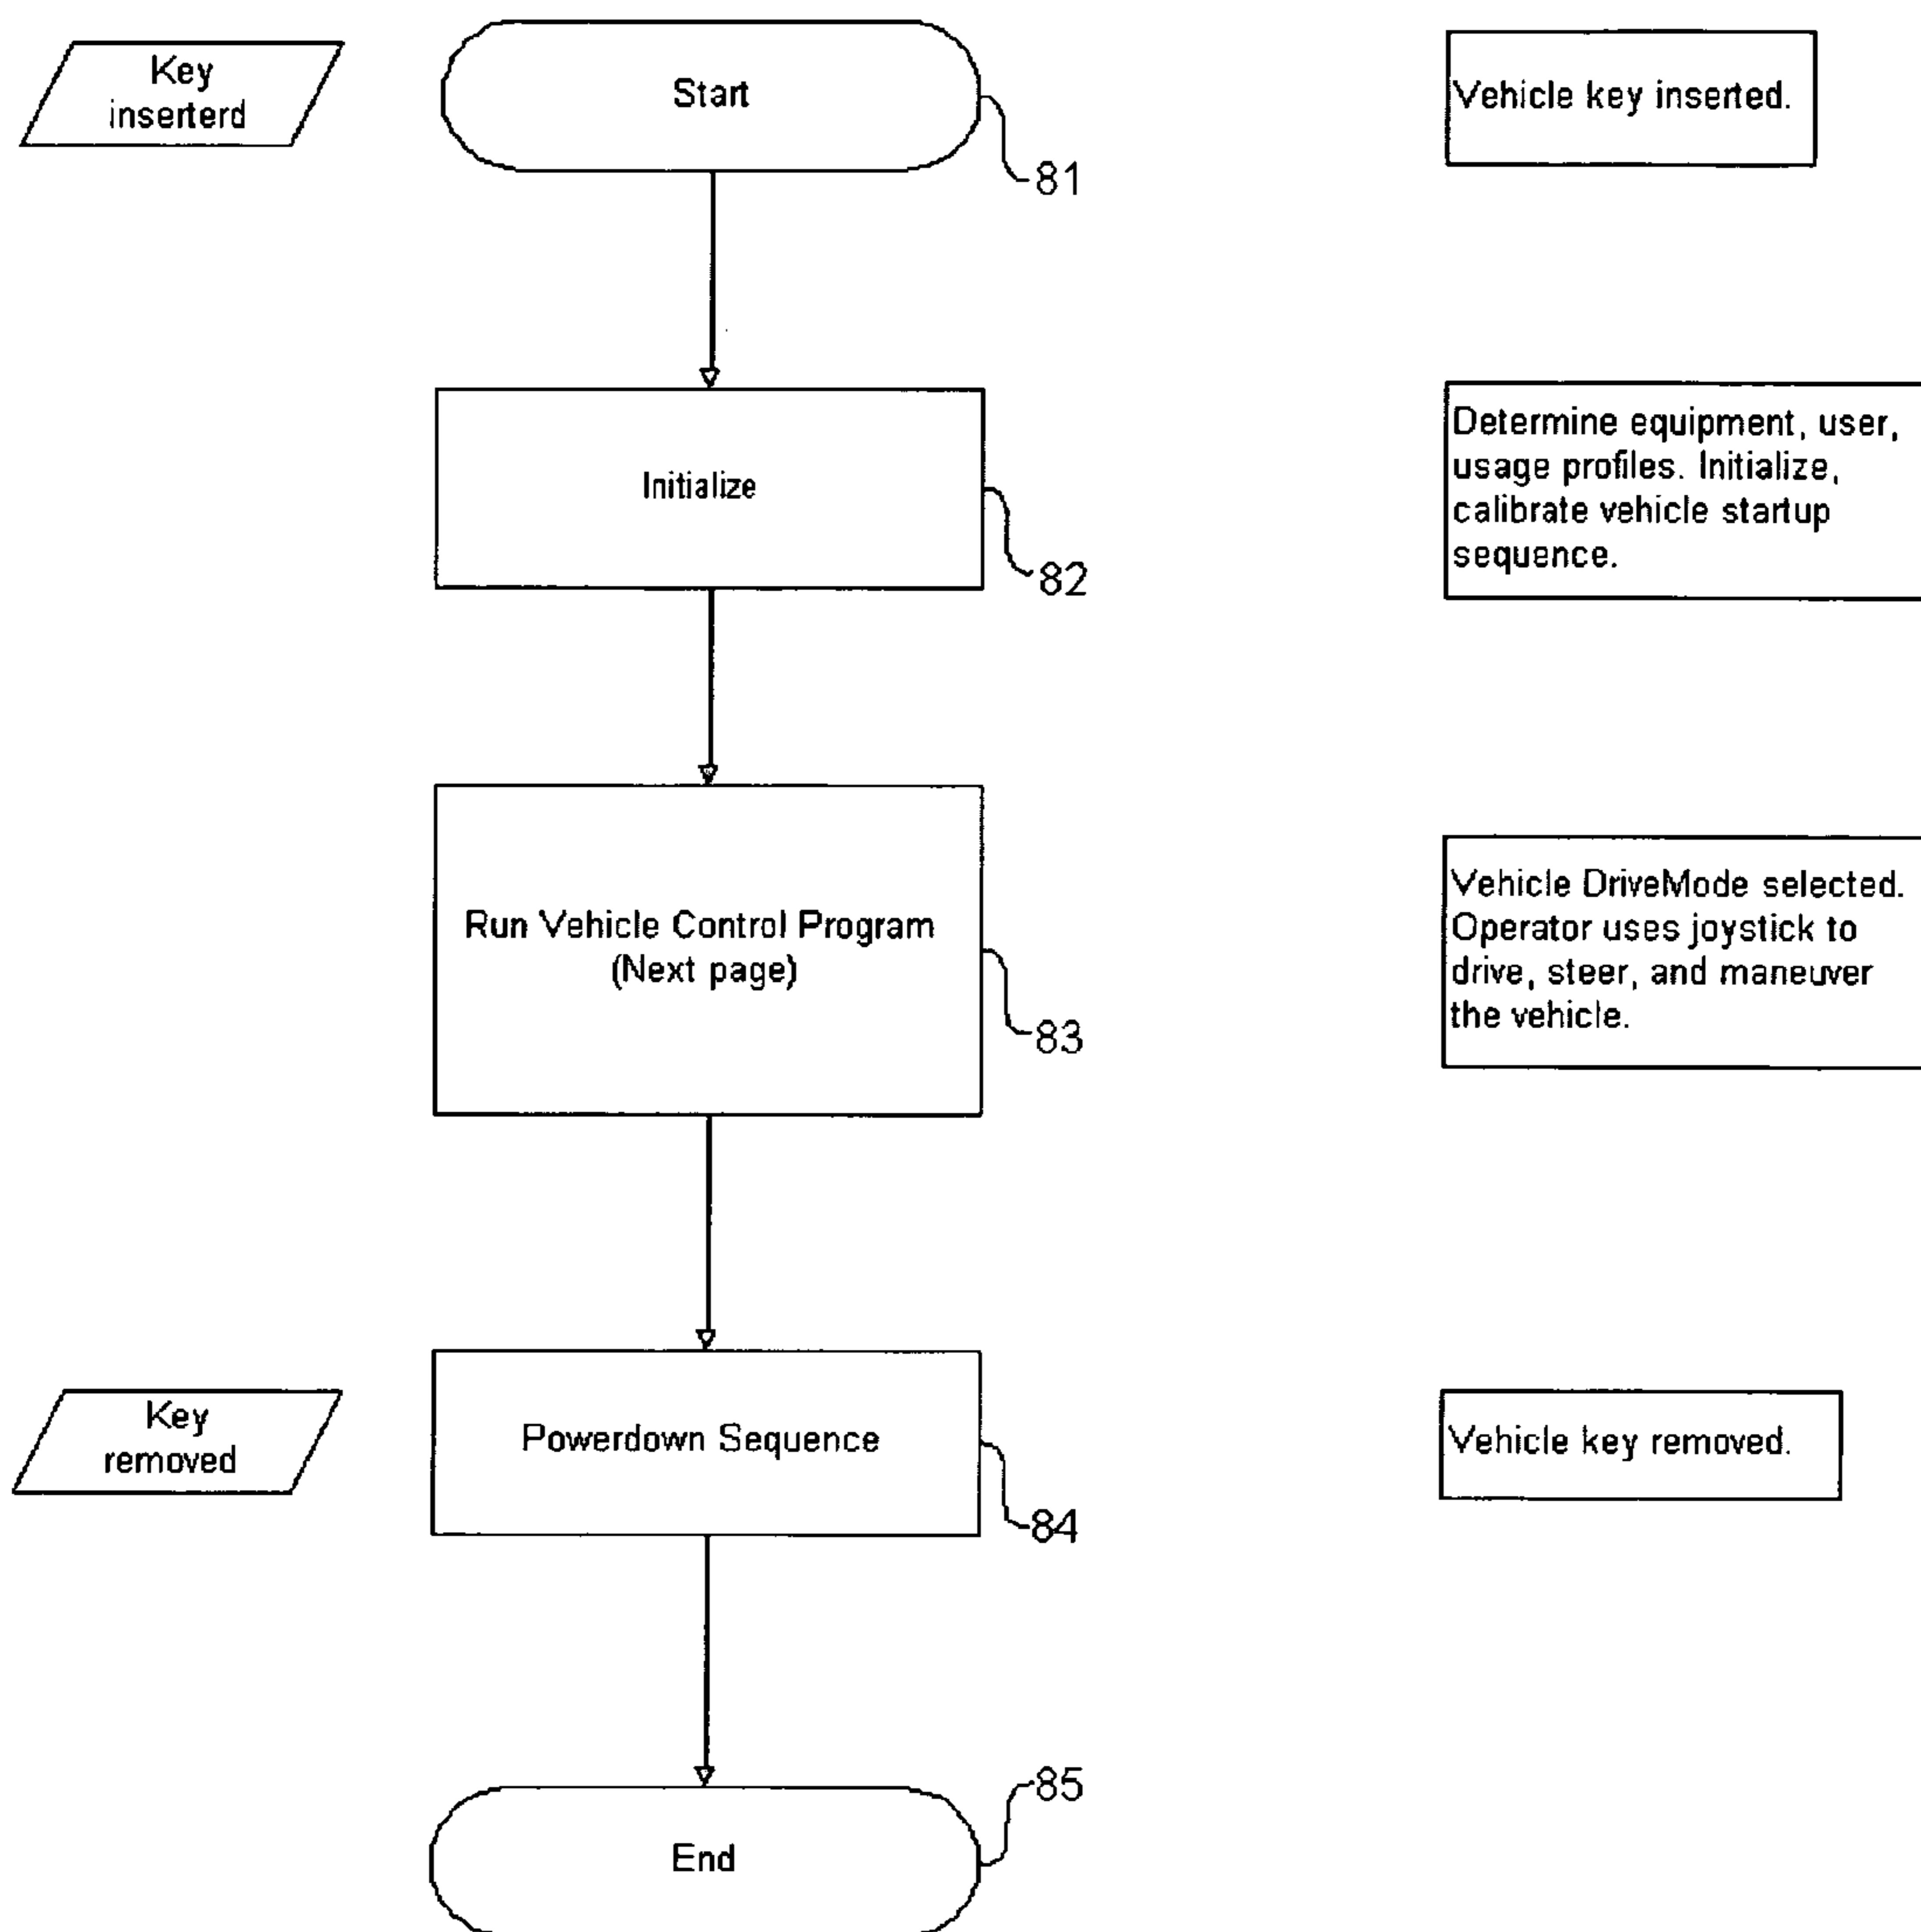 Key
inserterd
Start
81
Vehicle key inserted.
Initialize
82
Determine equipment, user,
usage profiles. Initialize,
calibrate vehicle startup
sequence.
Run Vehicle Control Program
(Next page)
83
Vehicle DriveMode selected.
Operator uses joystick to
drive, steer, and maneuver
the vehicle.
Key
removed
Powerdown Sequence
84
Vehicle key removed.
End
85